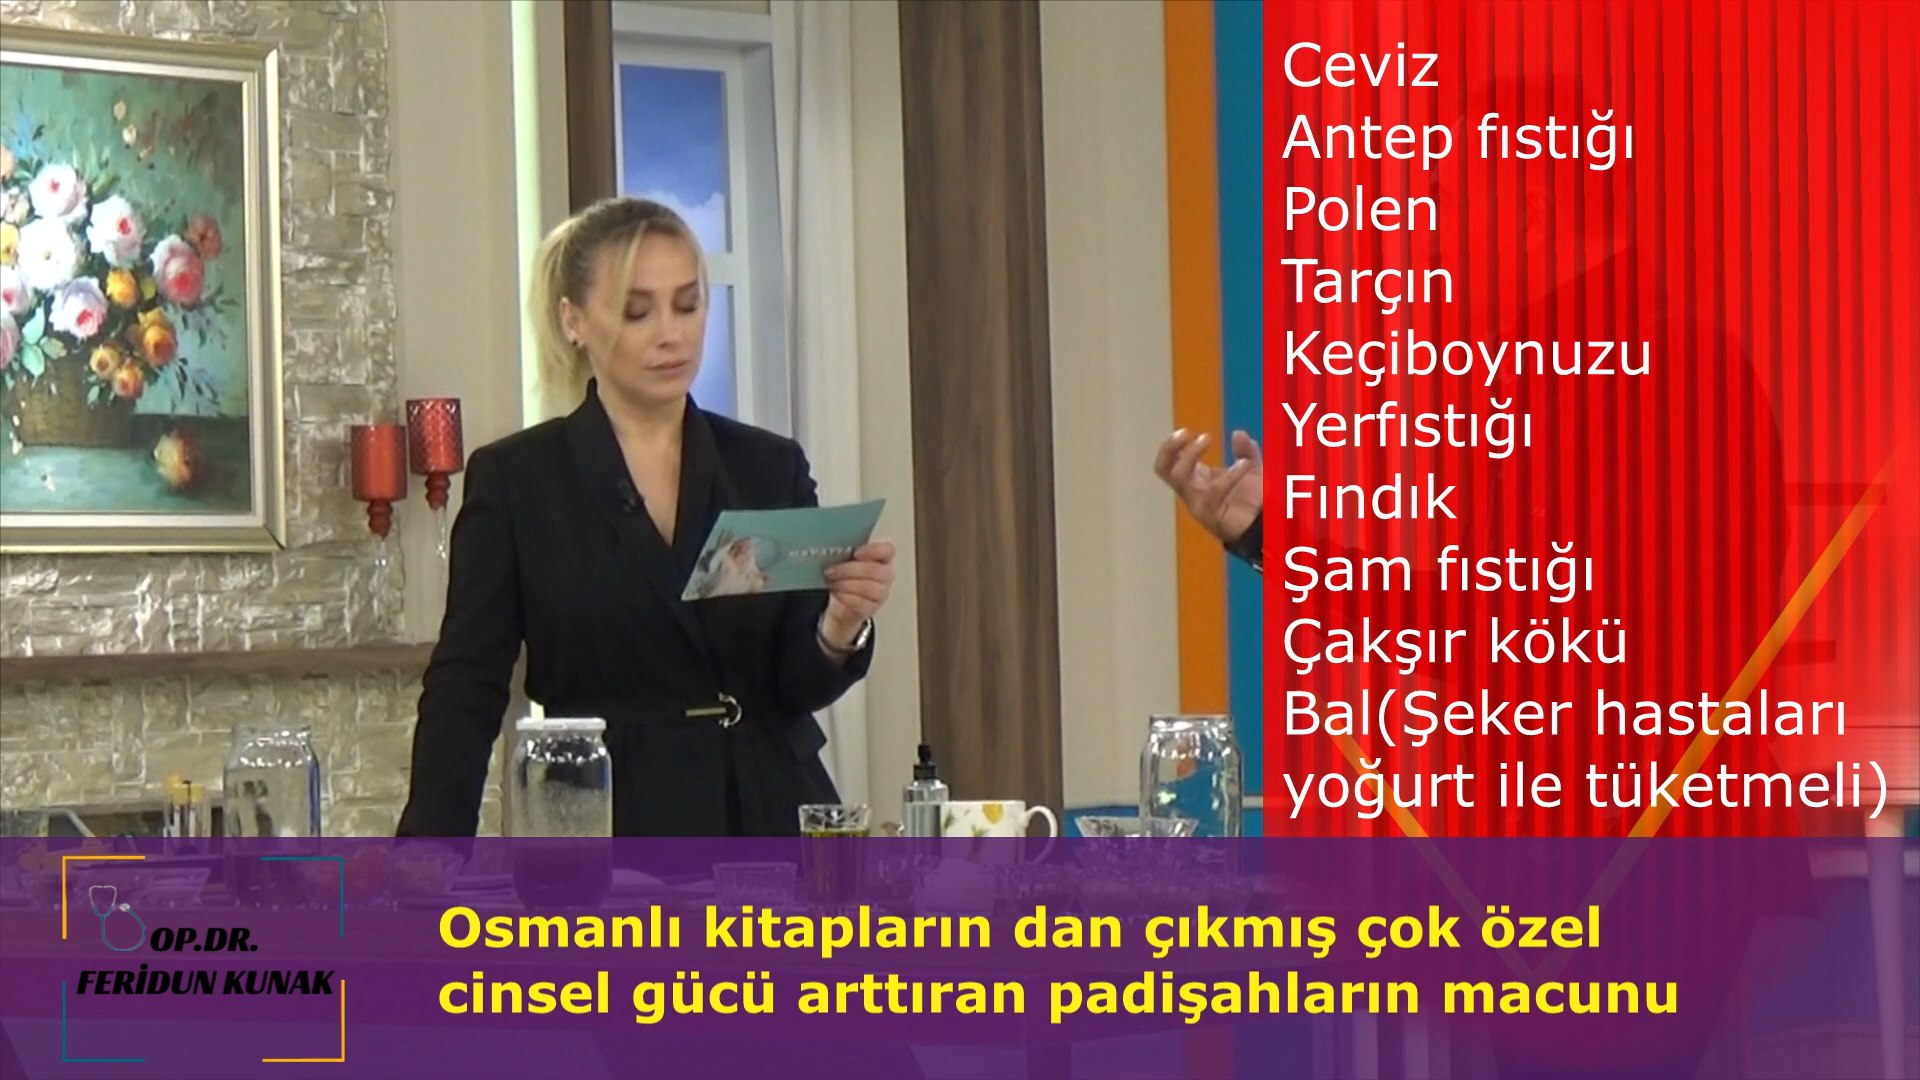 Ceviz
Antep fıstığı
Polen
Tarçın
Keçiboynuzu
Yerfıstığı
Fındık
Şam fıstığı
Çakşır kökü
Bal(Şeker hastaları
yoğurt ile tüketmeli)
OP.DR.
FERİDUN KUNAK
Osmanlı kitapların dan çıkmış çok özel
cinsel gücü arttıran padişahların macunu